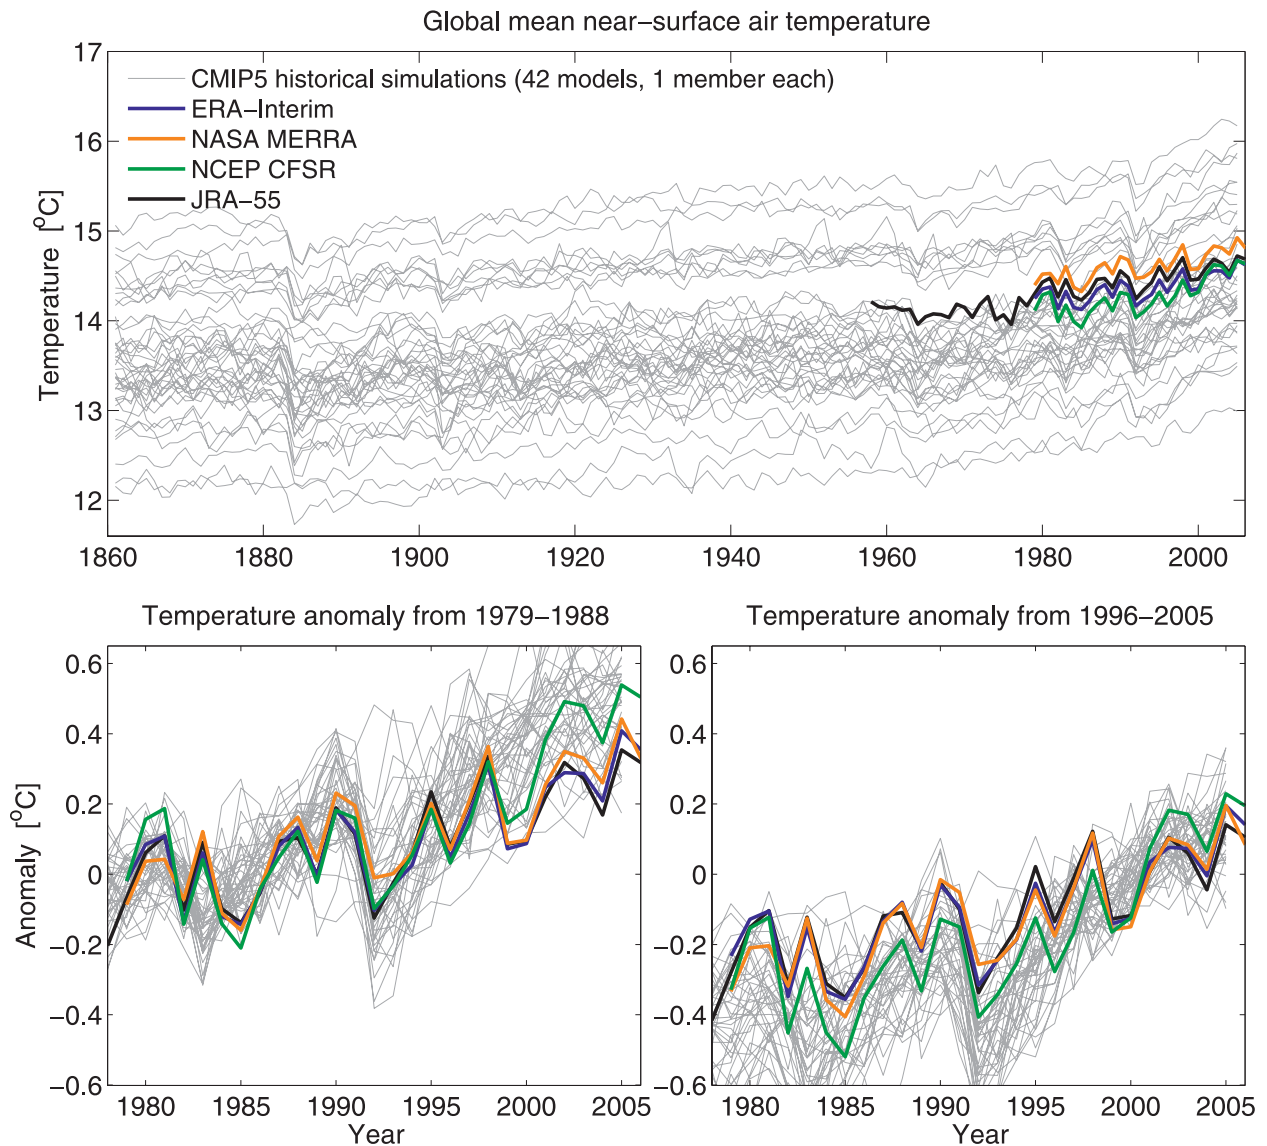 Global mean near-surface air temperature
17
16
15
14
13
12
Temperature [°C]
CMIP5 historical simulations (42 models, 1 member each)
ERA-Interim
NASA MERRA
NCEP CFSR
JRA-55
1860 1880 1900 1920 1940 1960 1980 2000
Temperature anomaly from 1979-1988
0.6
0.4
0.2
0
-0.2
-0.4
-0.6
Anomaly [°C]
1980 1985 1990 1995 2000 2005
Year
Temperature anomaly from 1996-2005
0.6
0.4
0.2
0
-0.2
-0.4
-0.6
1980 1985 1990 1995 2000 2005
Year